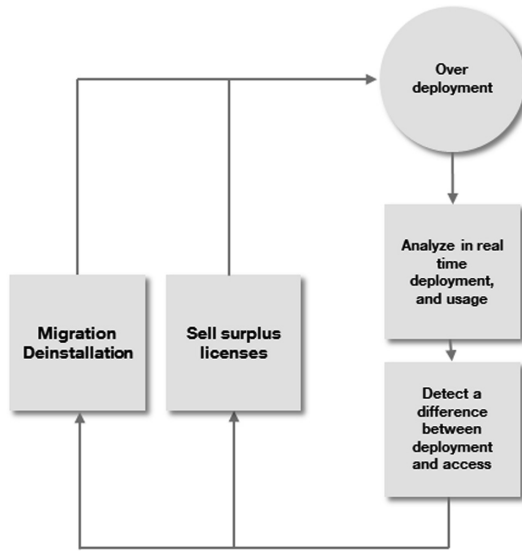 Over
deployment
Analyze in real
time
deployment,
and usage
Migration
Deinstallation
Sell surplus
licenses
Detect a
difference
between
deployment
and access